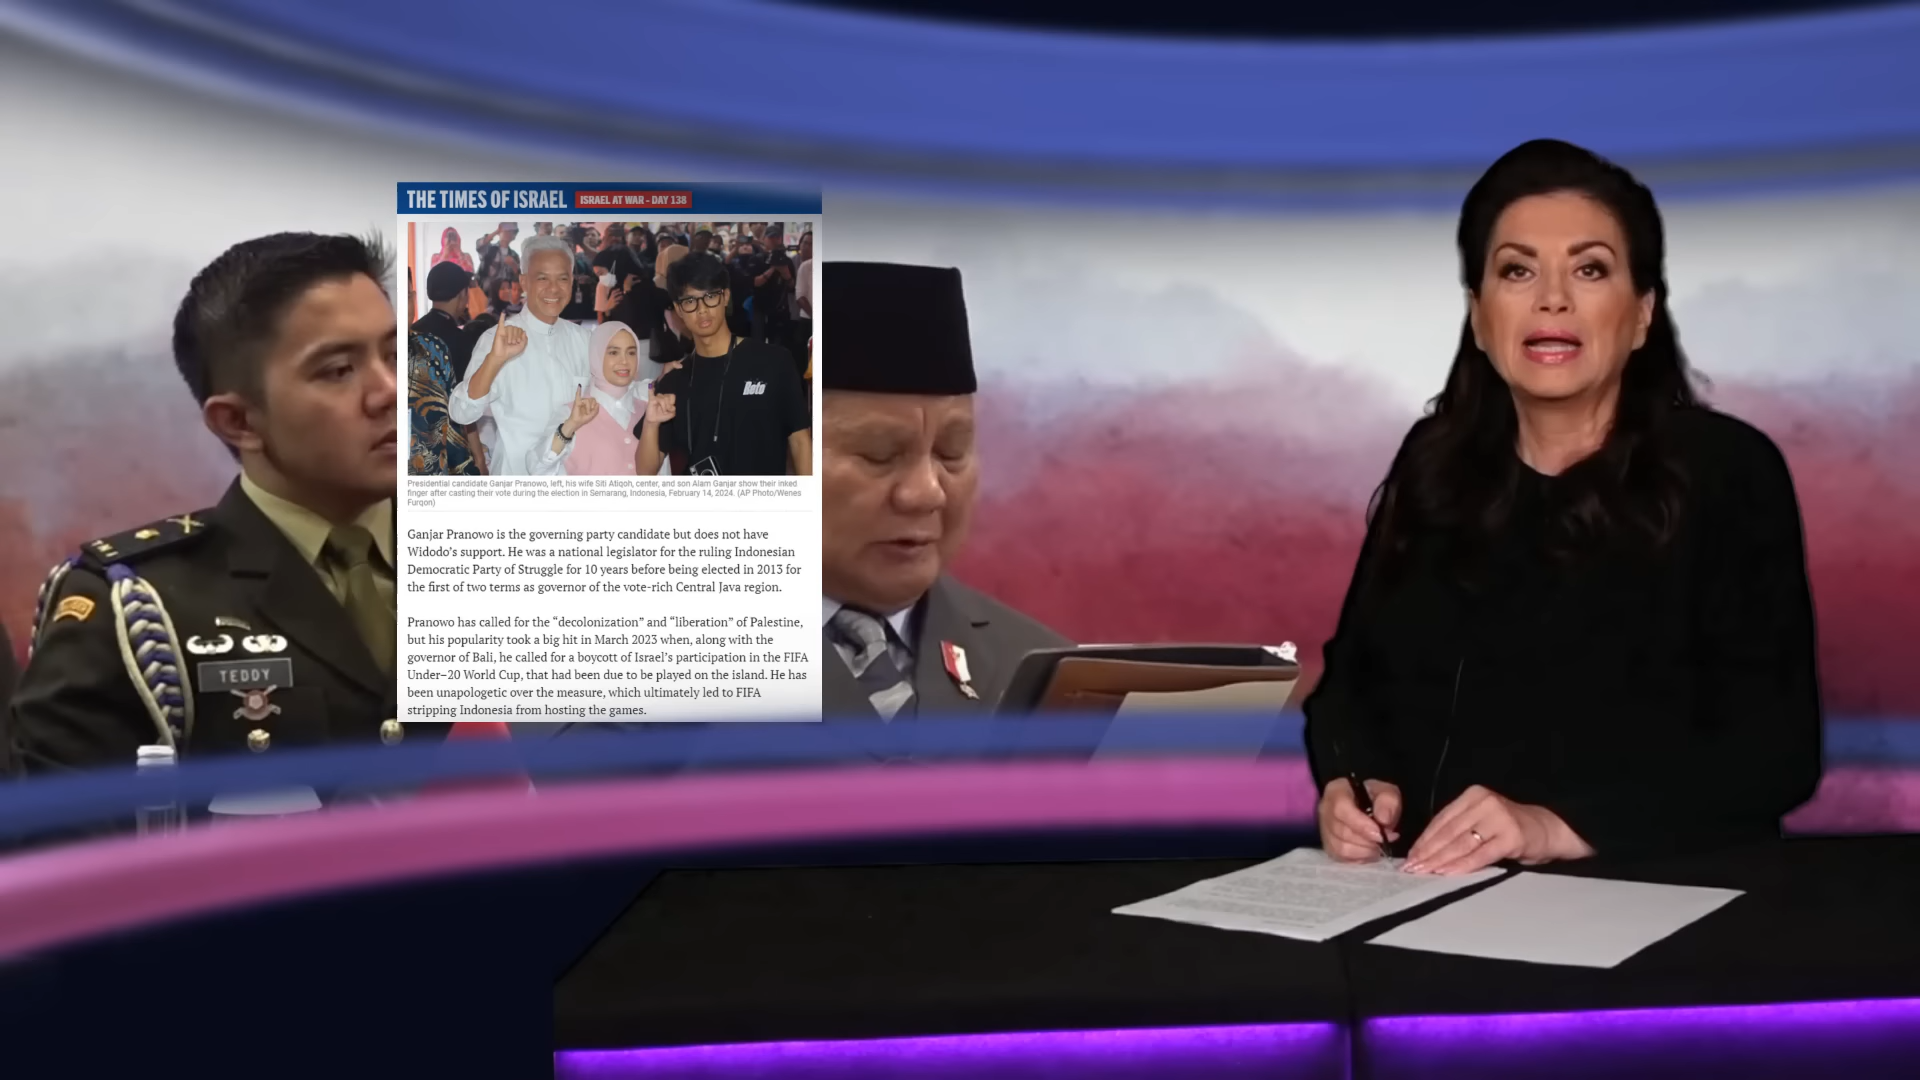 THE TIMES OF ISRAEL ISRAEL AT WAR - DAY 138
Boto
Presidential candidate Ganjar Pranowo, left, his wife Siti Atiqoh, center, and son Alam Ganjar show their inked
finger after casting their vote during the election in Semarang, Indonesia, February 14, 2024. (AP Photo/Wenes
Furqon)
Ganjar Pranowo is the governing party candidate but does not have
Widodo’s support. He was a national legislator for the ruling Indonesian
Democratic Party of Struggle for 10 years before being elected in 2013 for
the first of two terms as governor of the vote-rich Central Java region.
Pranowo has called for the “decolonization” and “liberation” of Palestine,
but his popularity took a big hit in March 2023 when, along with the
governor of Bali, he called for a boycott of Israel’s participation in the FIFA
Under–20 World Cup, that had been due to be played on the island. He has
been unapologetic over the measure, which ultimately led to FIFA
stripping Indonesia from hosting the games.
TEDDY